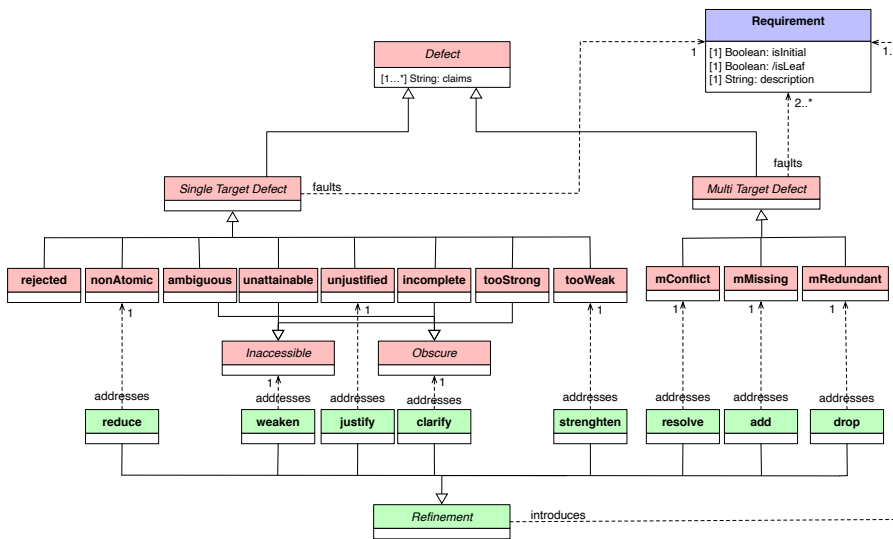 Requirement
[1] Boolean: isInitial
[1] Boolean: /isLeaf
[1] String: description
Defect
[1...*] String: claims
1
1..
2..*
faults
Single Target Defect
faults
Multi Target Defect
rejected
nonAtomic
ambiguous
unattainable
unjustified
incomplete
tooStrong
tooWeak
mConflict
mMissing
mRedundant
1
1
1
1
1
1
Inaccessible
Obscure
1
1
addresses
addresses
addresses
addresses
addresses
addresses
addresses
addresses
reduce
weaken
justify
clarify
strenghten
resolve
add
drop
Refinement
introduces